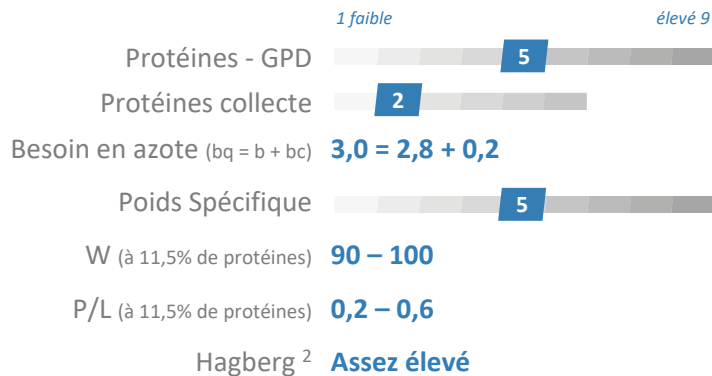 1 faible élevé 9
Protéines - GPD 5
Protéines collecte 2
Besoin en azote (bq = b + bc) 3,0 = 2,8 + 0,2
Poids Spécifique 5
W (à 11,5% de protéines) 90 – 100
P/L (à 11,5% de protéines) 0,2 – 0,6
Hagberg ² Assez élevé